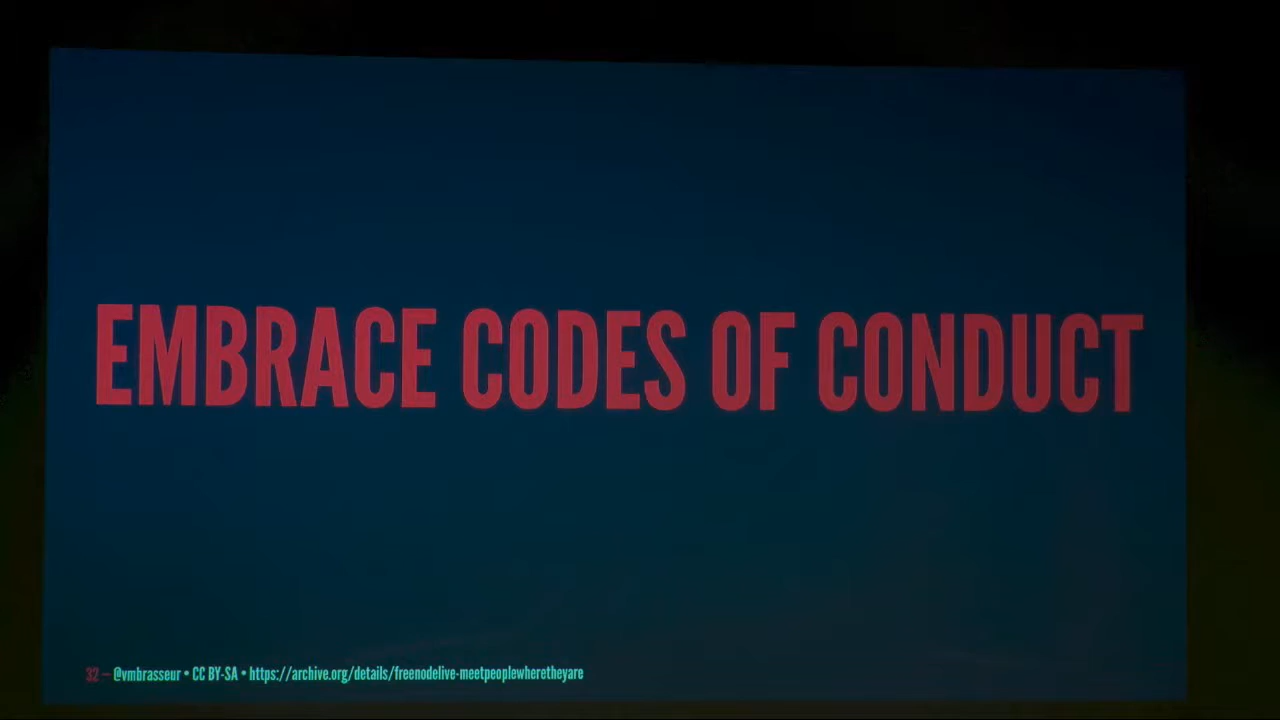 EMBRACE CODES OF CONDUCT
32 — @vmbrasseur • CC BY-SA • https://archive.org/details/freenodelive-meetpeoplewheretheyare